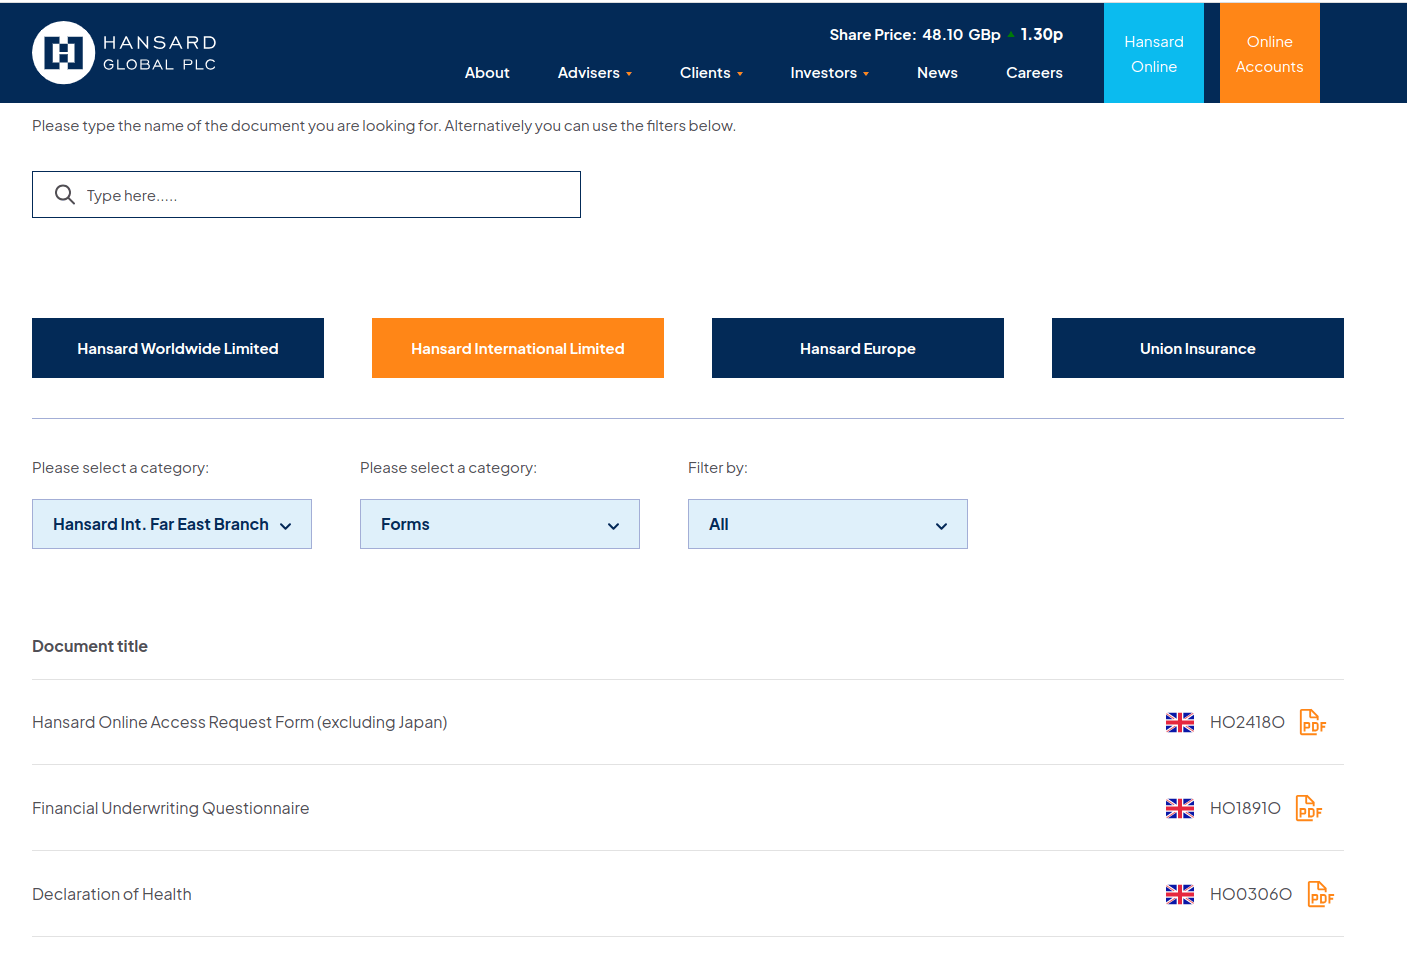 HANSARD
GLOBAL PLC
Share Price: 48.10 GBp 1.30p
About Advisers Clients Investors News Careers
Hansard
Online
Online
Accounts
Please type the name of the document you are looking for. Alternatively you can use the filters below.
Type here.....
Hansard Worldwide Limited Hansard International Limited Hansard Europe Union Insurance
Please select a category: Please select a category: Filter by:
Hansard Int. Far East Branch Forms All
Document title
Hansard Online Access Request Form (excluding Japan) HO2418O PDF
Financial Underwriting Questionnaire HO1891O PDF
Declaration of Health HO0306O PDF